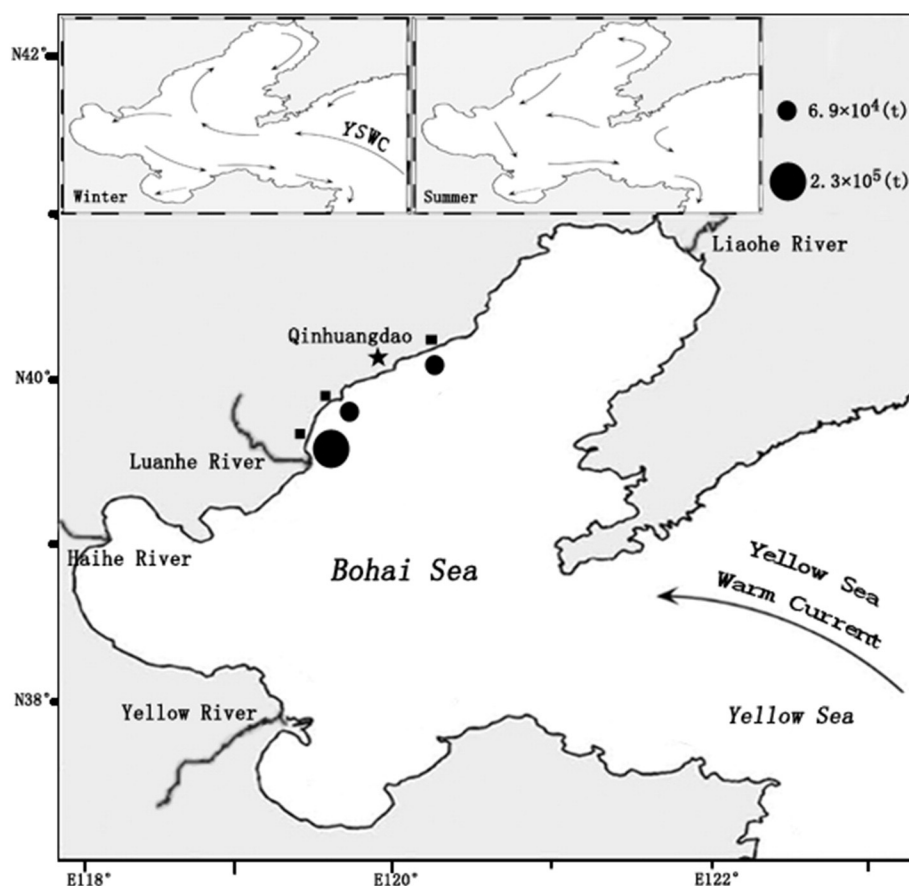 N42°
YSWC
Winter
Summer
6.9×10⁴(t)
2.3×10⁵(t)
Liaohe River
Qinhuangdao
N40°
Luanhe River
Haihe River
Bohai Sea
Yellow Sea
Warm Current
N38°
Yellow River
Yellow Sea
E118°
E120°
E122°